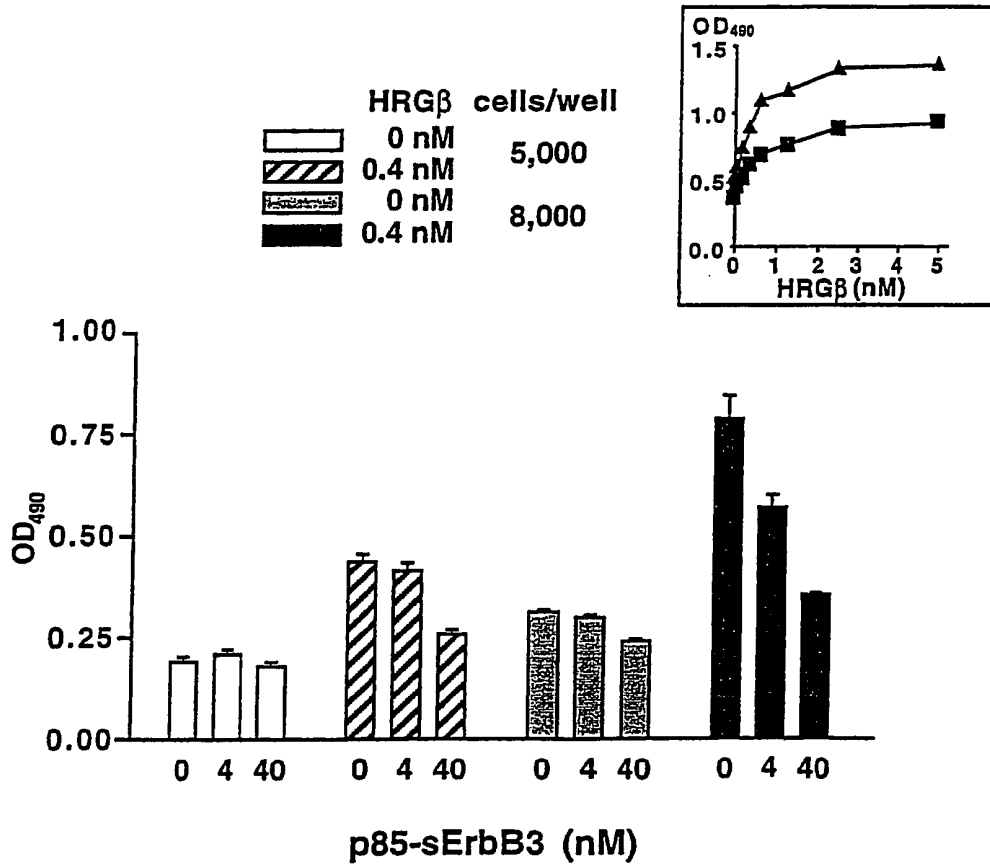 OD490
1.5
1.0
0.5
0.0
0 1 2 3 4 5
HRGβ (nM)
HRGβ cells/well
0 nM
5,000
0.4 nM
0 nM
8,000
0.4 nM
1.00
0.75
0.50
0.25
0.00
OD490
0 4 40 0 4 40 0 4 40 0 4 40
p85-sErbB3 (nM)